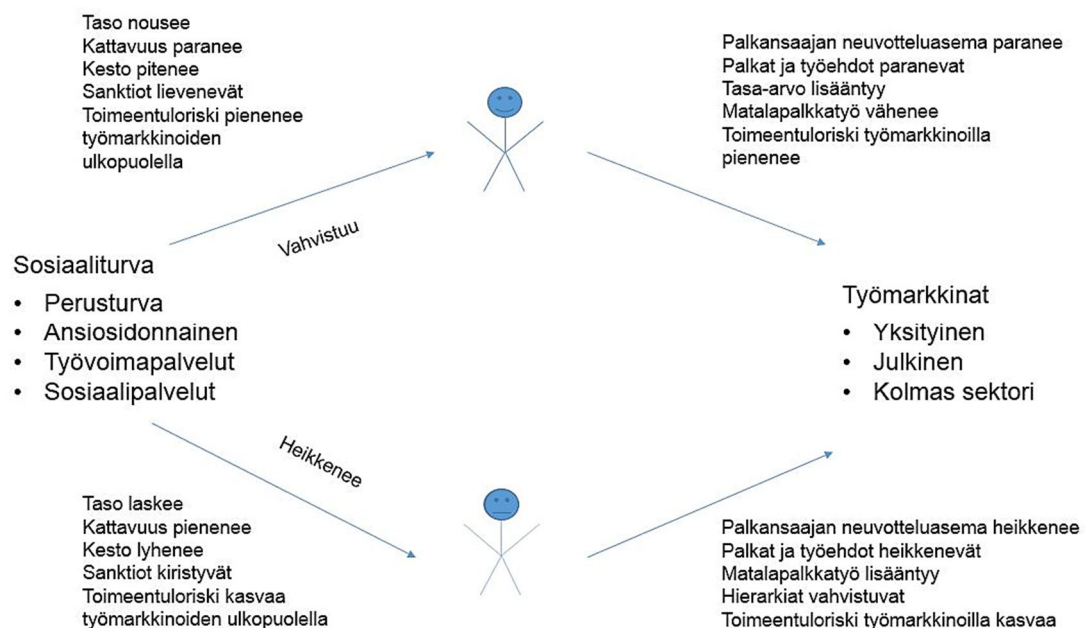 Taso nousee
Kattavuus paranee
Kesto pitenee
Sanktiot lievenevät
Toimeentuloriski pienenee
työmarkkinoiden
ulkopuolella
Palkansaajan neuvotteluasema paranee
Palkat ja työehdot paranevat
Tasa-arvo lisääntyy
Matalapalkkatyö vähenee
Toimeentuloriski työmarkkinoilla
pienenee
Vahvistuu
Sosiaaliturva
• Perusturva
• Ansiosidonnainen
• Työvoimapalvelut
• Sosiaalipalvelut
Työmarkkinat
• Yksityinen
• Julkinen
• Kolmas sektori
Heikkenee
Taso laskee
Kattavuus pienenee
Kesto lyhenee
Sanktiot kiristyvät
Toimeentuloriski kasvaa
työmarkkinoiden ulkopuolella
Palkansaajan neuvotteluasema heikkenee
Palkat ja työehdot heikkenevät
Matalapalkkatyö lisääntyy
Hierarkiat vahvistuvat
Toimeentuloriski työmarkkinoilla kasvaa